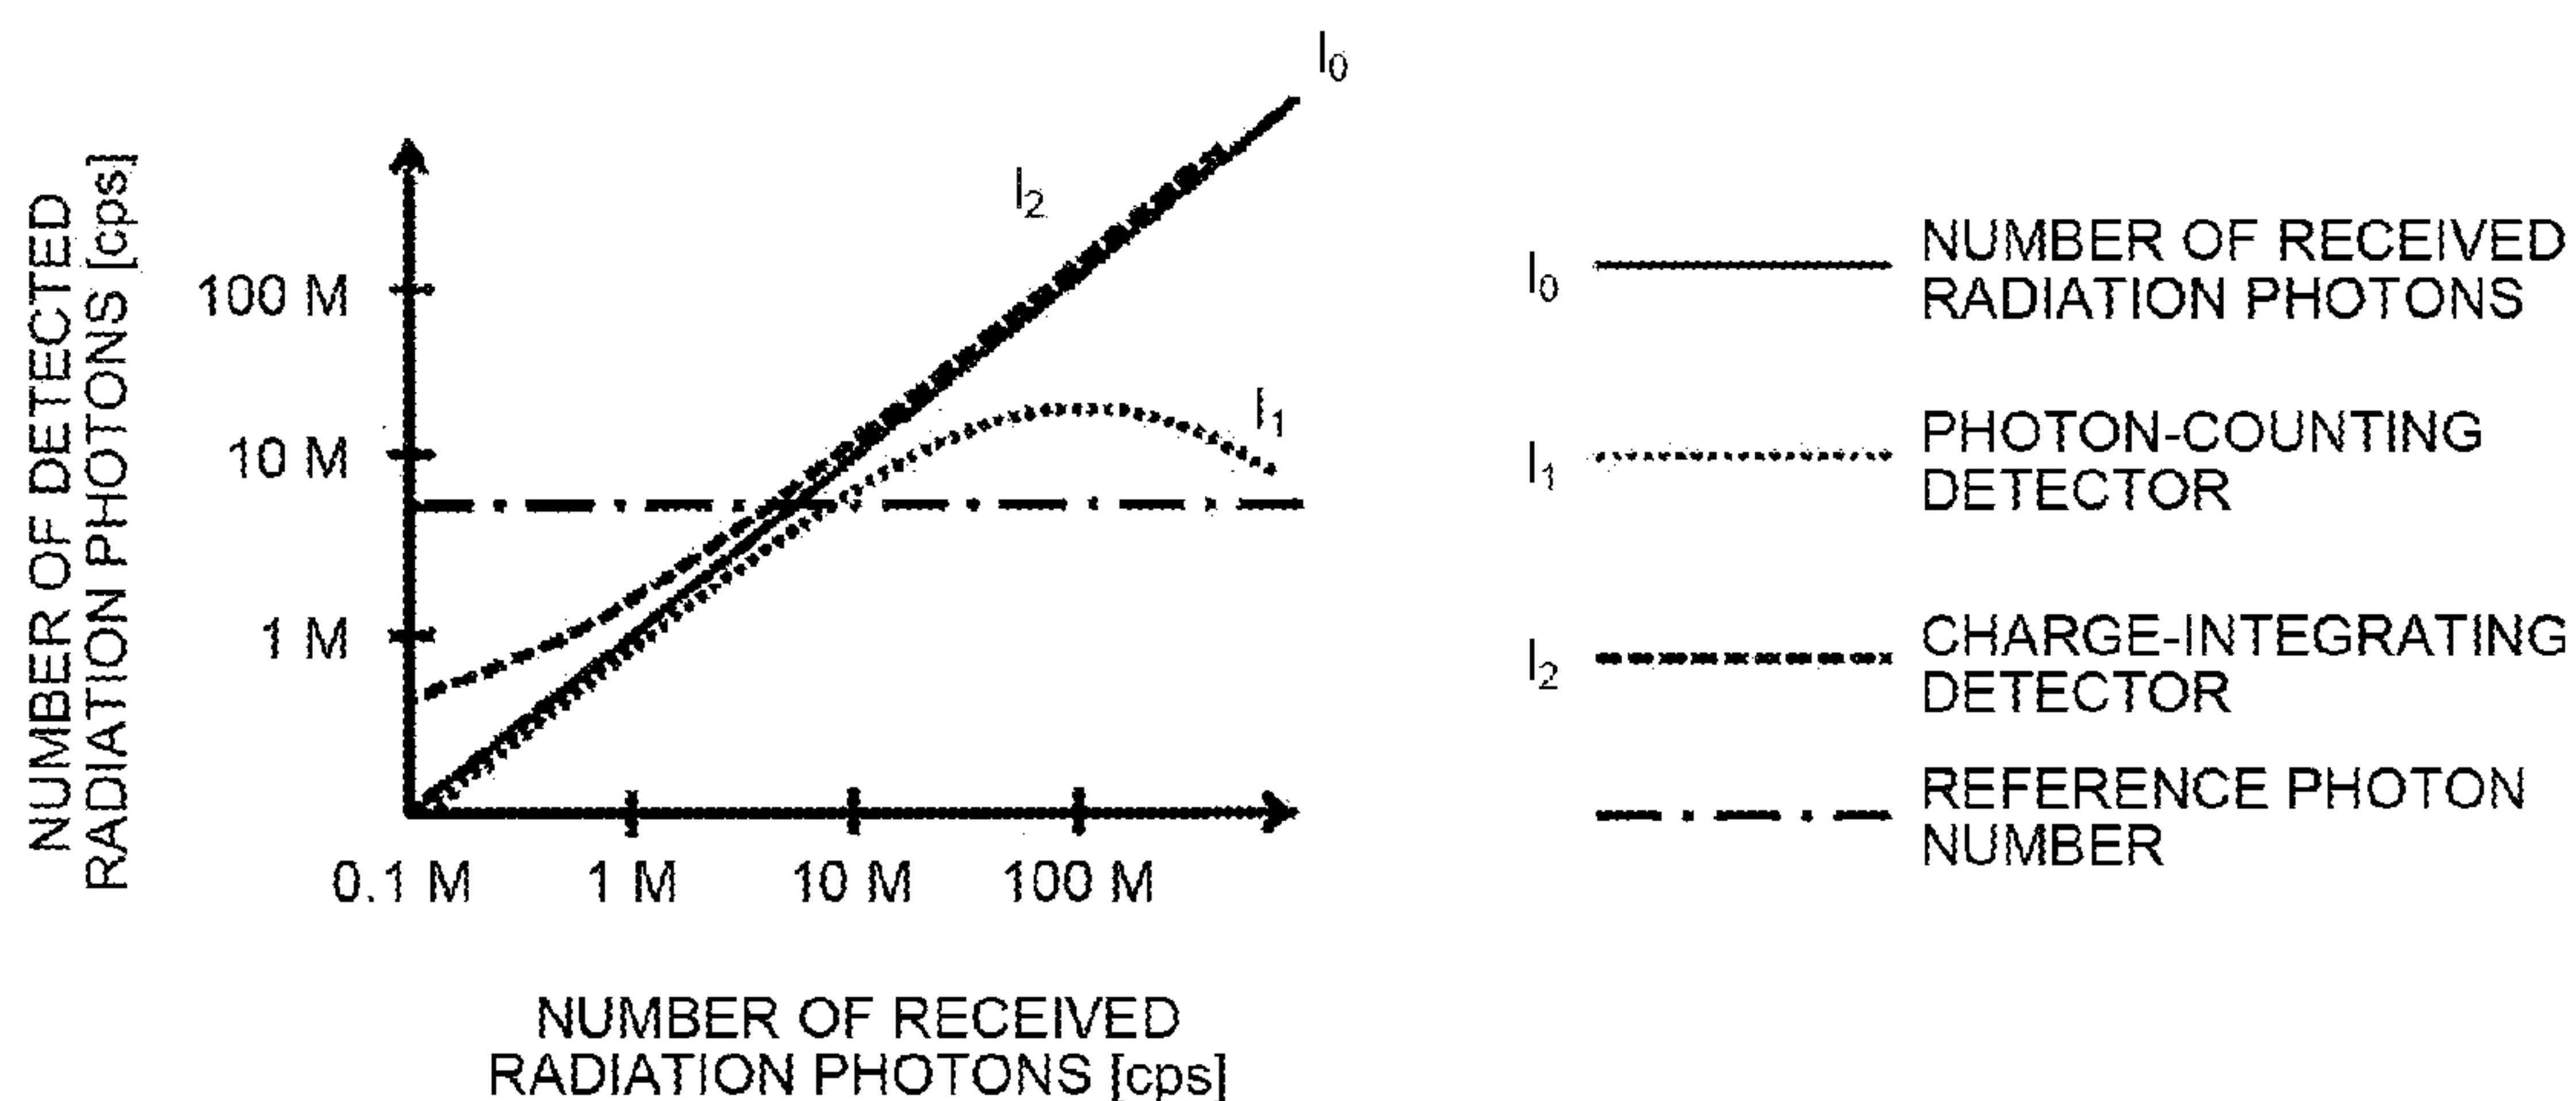 NUMBER OF DETECTED
RADIATION PHOTONS [cps]
100 M
10 M
1 M
0.1 M
1 M
10 M
100 M
NUMBER OF RECEIVED
RADIATION PHOTONS [cps]
I0
I2
I1
I0
NUMBER OF RECEIVED
RADIATION PHOTONS
I1
PHOTON-COUNTING
DETECTOR
I2
CHARGE-INTEGRATING
DETECTOR
REFERENCE PHOTON
NUMBER